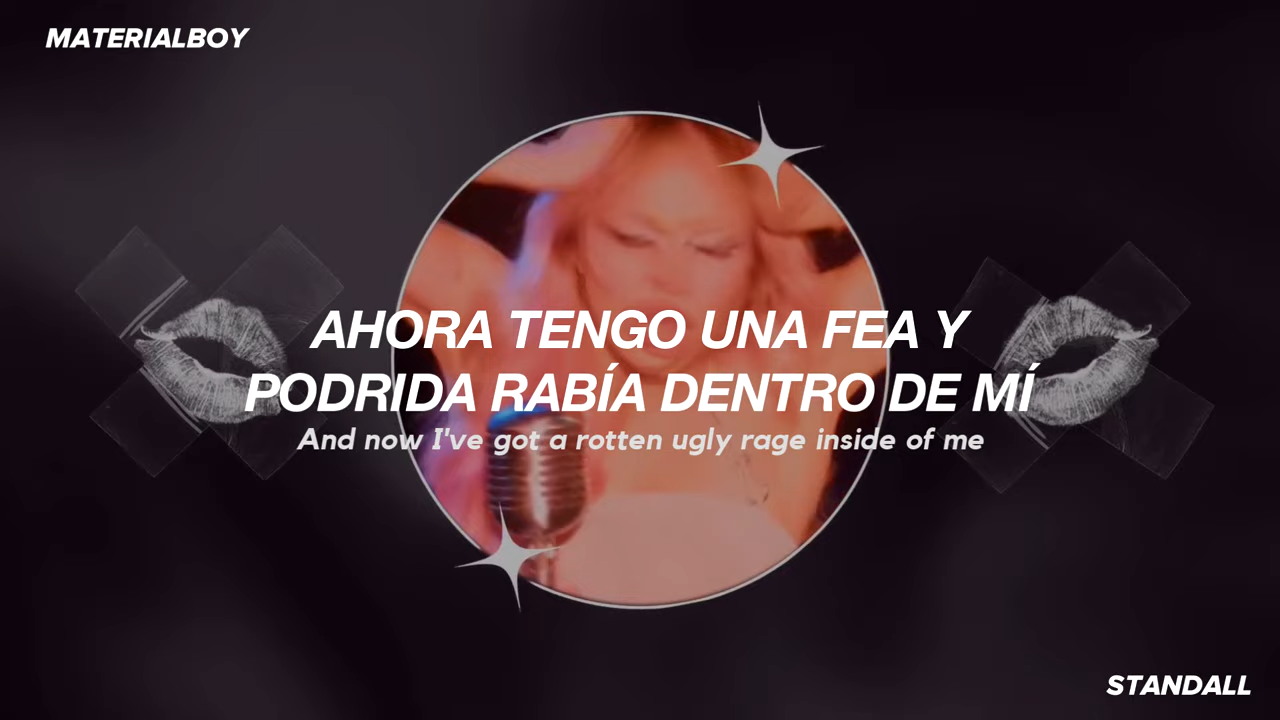 MATERIALBOY
AHORA TENGO UNA FEA Y
PODRIDA RABÍA DENTRO DE MÍ
And now I've got a rotten ugly rage inside of me
STANDALL